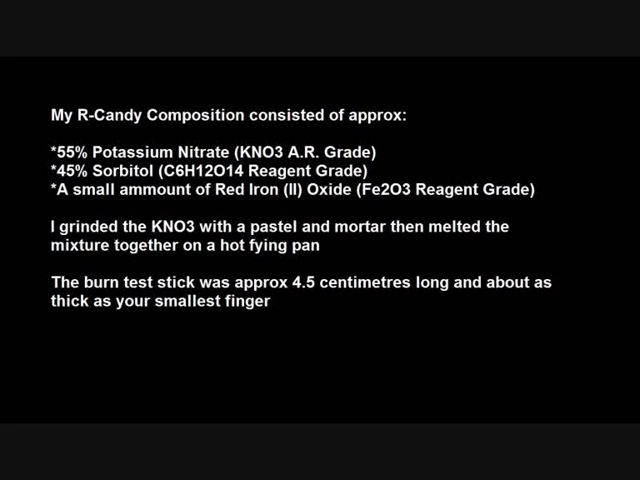 My R-Candy Composition consisted of approx:
*55% Potassium Nitrate (KNO3 A.R. Grade)
*45% Sorbitol (C6H12O14 Reagent Grade)
*A small ammount of Red Iron (II) Oxide (Fe2O3 Reagent Grade)
I grinded the KNO3 with a pastel and mortar then melted the
mixture together on a hot fying pan
The burn test stick was approx 4.5 centimetres long and about as
thick as your smallest finger